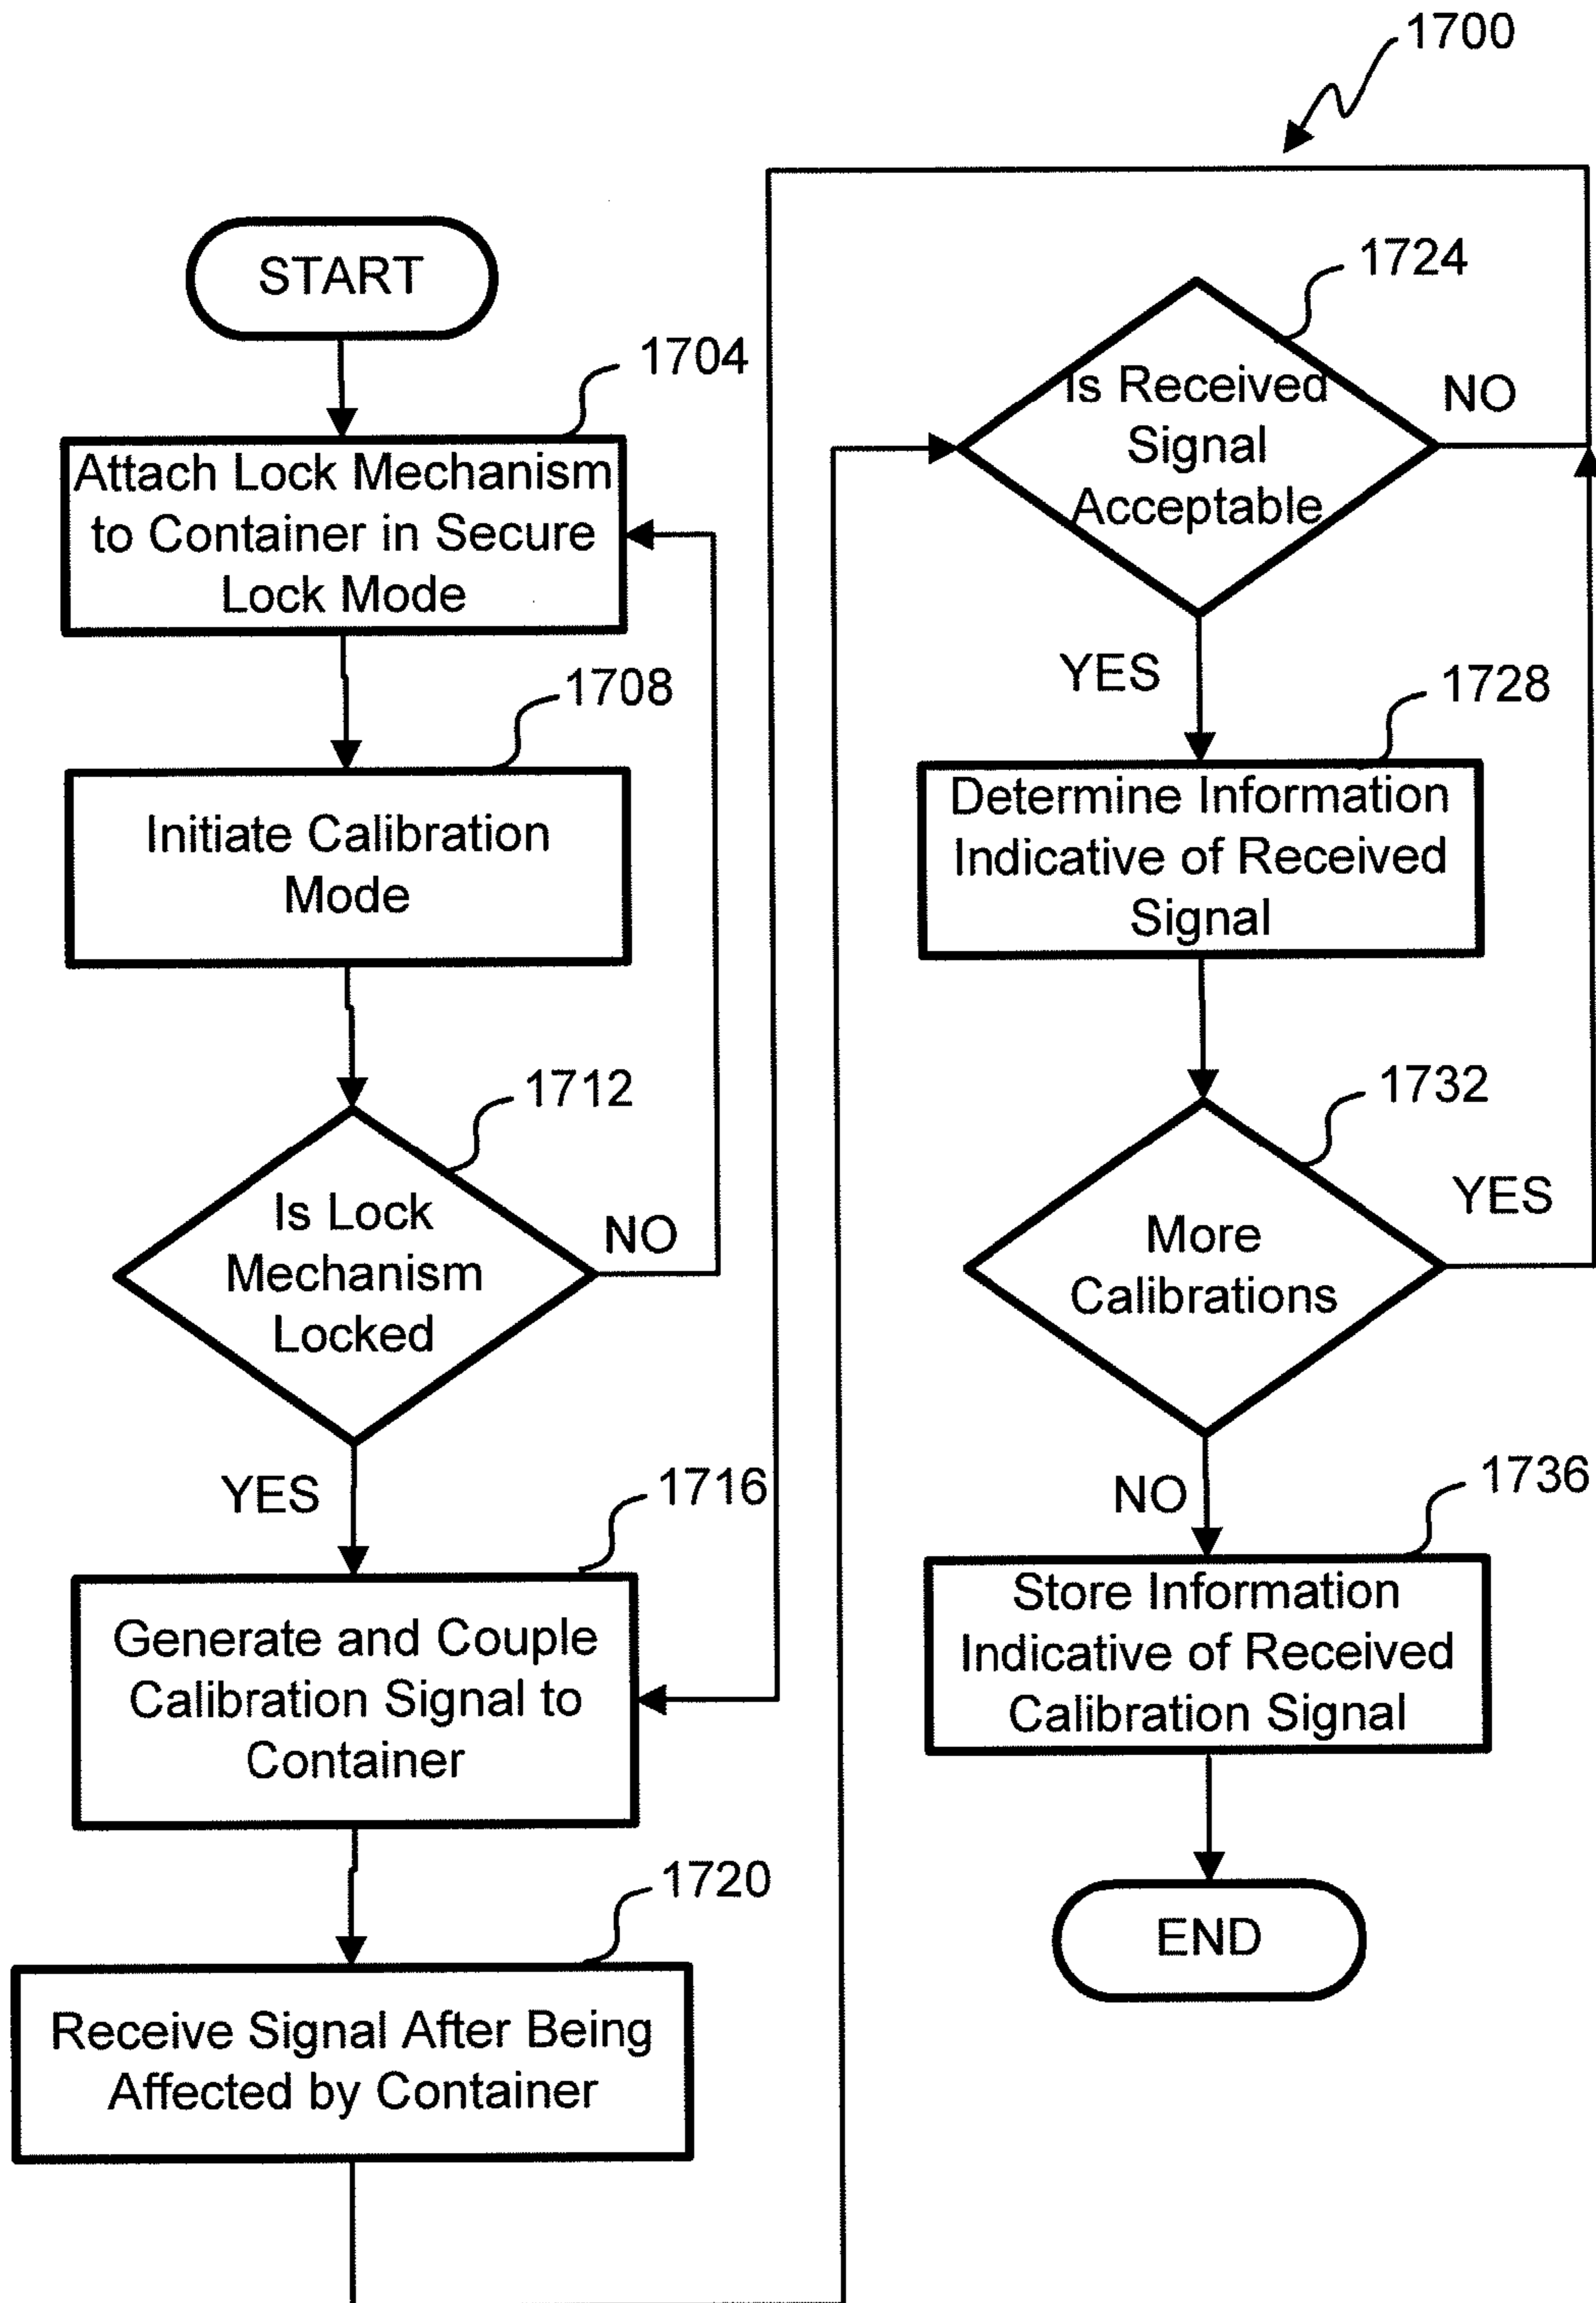 1700
START
1704
Attach Lock Mechanism
to Container in Secure
Lock Mode
1708
Initiate Calibration
Mode
1712
Is Lock
Mechanism
Locked
NO
YES
1716
Generate and Couple
Calibration Signal to
Container
1720
Receive Signal After Being
Affected by Container
1724
Is Received
Signal
Acceptable
NO
YES
1728
Determine Information
Indicative of Received
Signal
1732
More
Calibrations
YES
NO
1736
Store Information
Indicative of Received
Calibration Signal
END